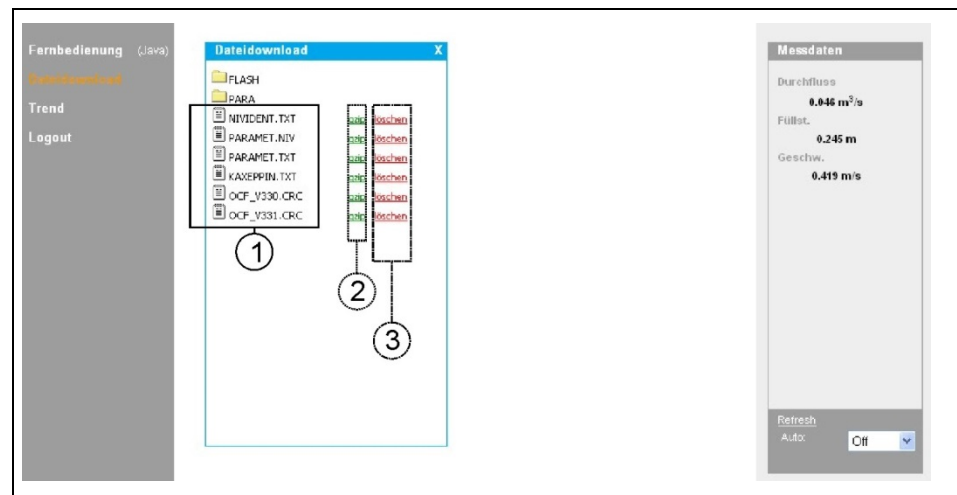 Fernbedienung (Java)
Dateidownload
Trend
Logout
Dateidownload X
FLASH
PARA
NIVIDENT.TXT gzip löschen
PARAMET.NIV gzip löschen
PARAMET.TXT gzip löschen
KAXEPPIN.TXT gzip löschen
OCF_V330.CRC gzip löschen
OCF_V331.CRC gzip löschen
1
2
3
Messdaten
Durchfluss
0.046 m³/s
Füllst.
0.245 m
Geschw.
0.419 m/s
Refresh
Auto: Off